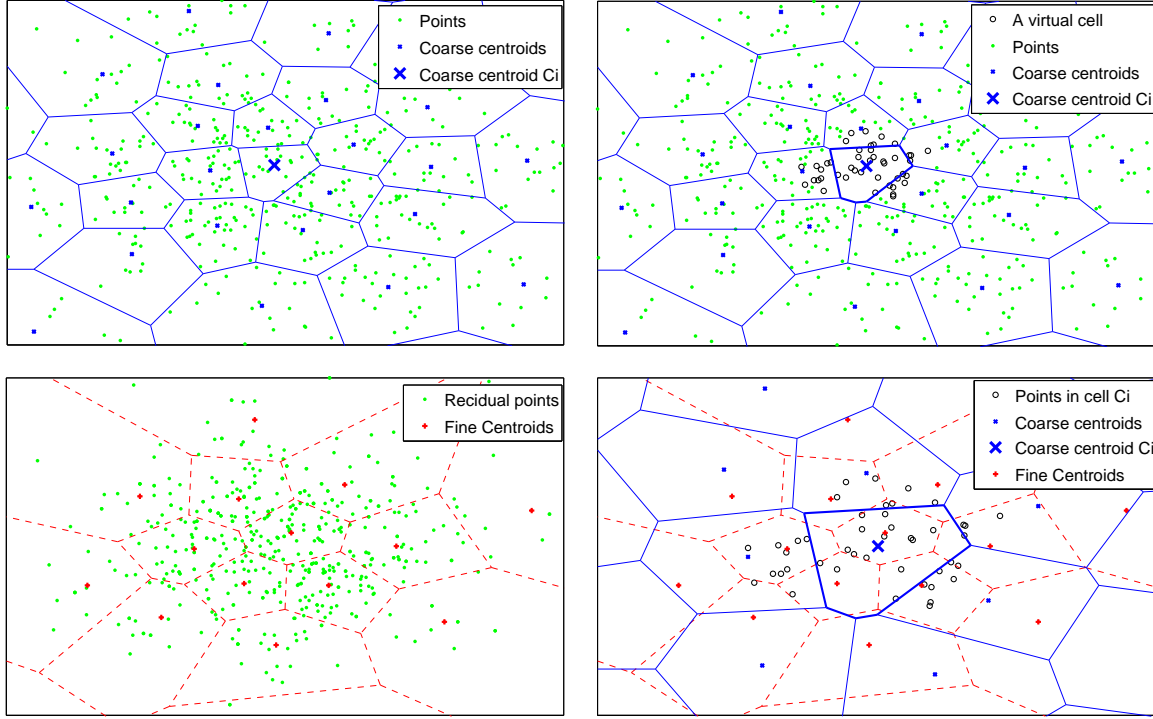 Points
Coarse centroids
Coarse centroid Ci
A virtual cell
Points
Coarse centroids
Coarse centroid Ci
Recidual points
Fine Centroids
Points in cell Ci
Coarse centroids
Coarse centroid Ci
Fine Centroids